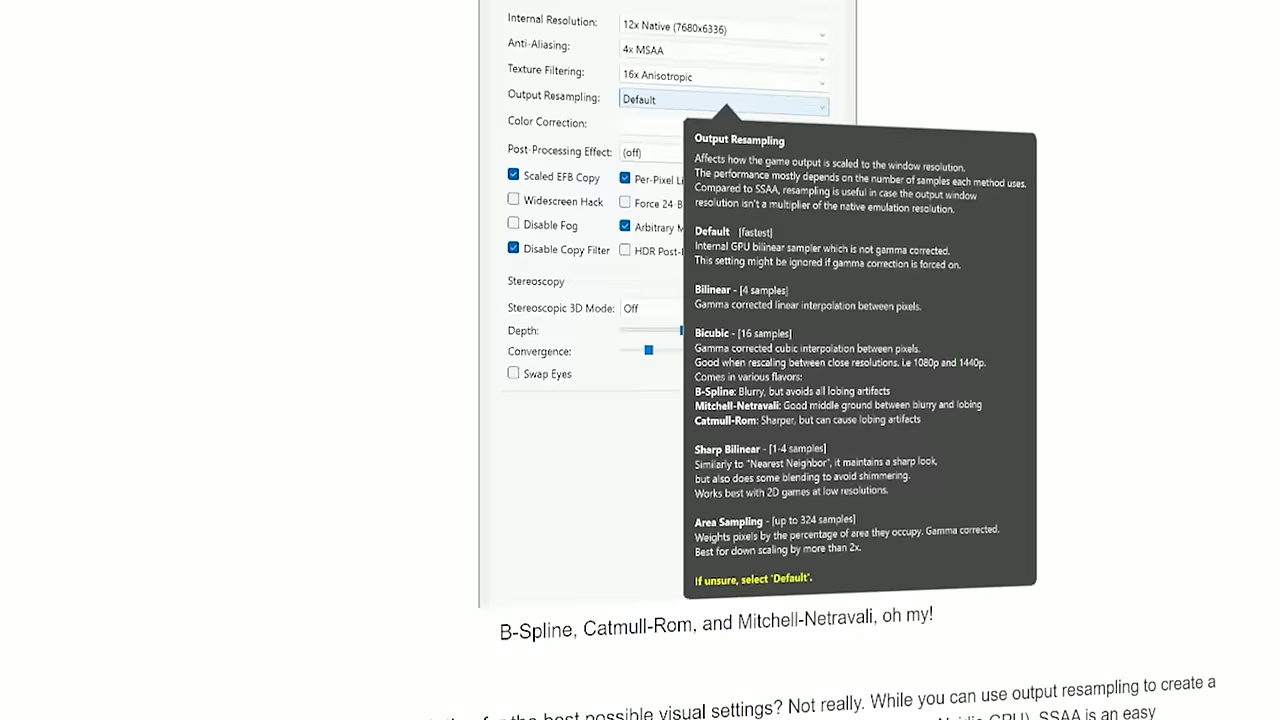 Internal Resolution: 12x Native (7680x6336)
Anti-Aliasing: 4x MSAA
Texture Filtering: 16x Anisotropic
Output Resampling: Default
Color Correction:
Post-Processing Effect: (off)
Scaled EFB Copy Per-Pixel Li
Widescreen Hack Force 24-B
Disable Fog Arbitrary M
Disable Copy Filter HDR Post-
Stereoscopy
Stereoscopic 3D Mode: Off
Depth:
Convergence:
Swap Eyes
Output Resampling
Affects how the game output is scaled to the window resolution.
The performance mostly depends on the number of samples each method uses.
Compared to SSAA, resampling is useful in case the output window
resolution isn't a multiplier of the native emulation resolution.
Default [fastest]
Internal GPU bilinear sampler which is not gamma corrected.
This setting might be ignored if gamma correction is forced on.
Bilinear - [4 samples]
Gamma corrected linear interpolation between pixels.
Bicubic - [16 samples]
Gamma corrected cubic interpolation between pixels.
Good when rescaling between close resolutions. i.e 1080p and 1440p.
Comes in various flavors:
B-Spline: Blurry, but avoids all lobing artifacts
Mitchell-Netravali: Good middle ground between blurry and lobing
Catmull-Rom: Sharper, but can cause lobing artifacts
Sharp Bilinear - [1-4 samples]
Similarly to "Nearest Neighbor", it maintains a sharp look,
but also does some blending to avoid shimmering.
Works best with 2D games at low resolutions.
Area Sampling - [up to 324 samples]
Weights pixels by the percentage of area they occupy. Gamma corrected.
Best for down scaling by more than 2x.
If unsure, select 'Default'.
B-Spline, Catmull-Rom, and Mitchell-Netravali, oh my!
for the best possible visual settings? Not really. While you can use output resampling to create a
GPU), SSAA is an easy